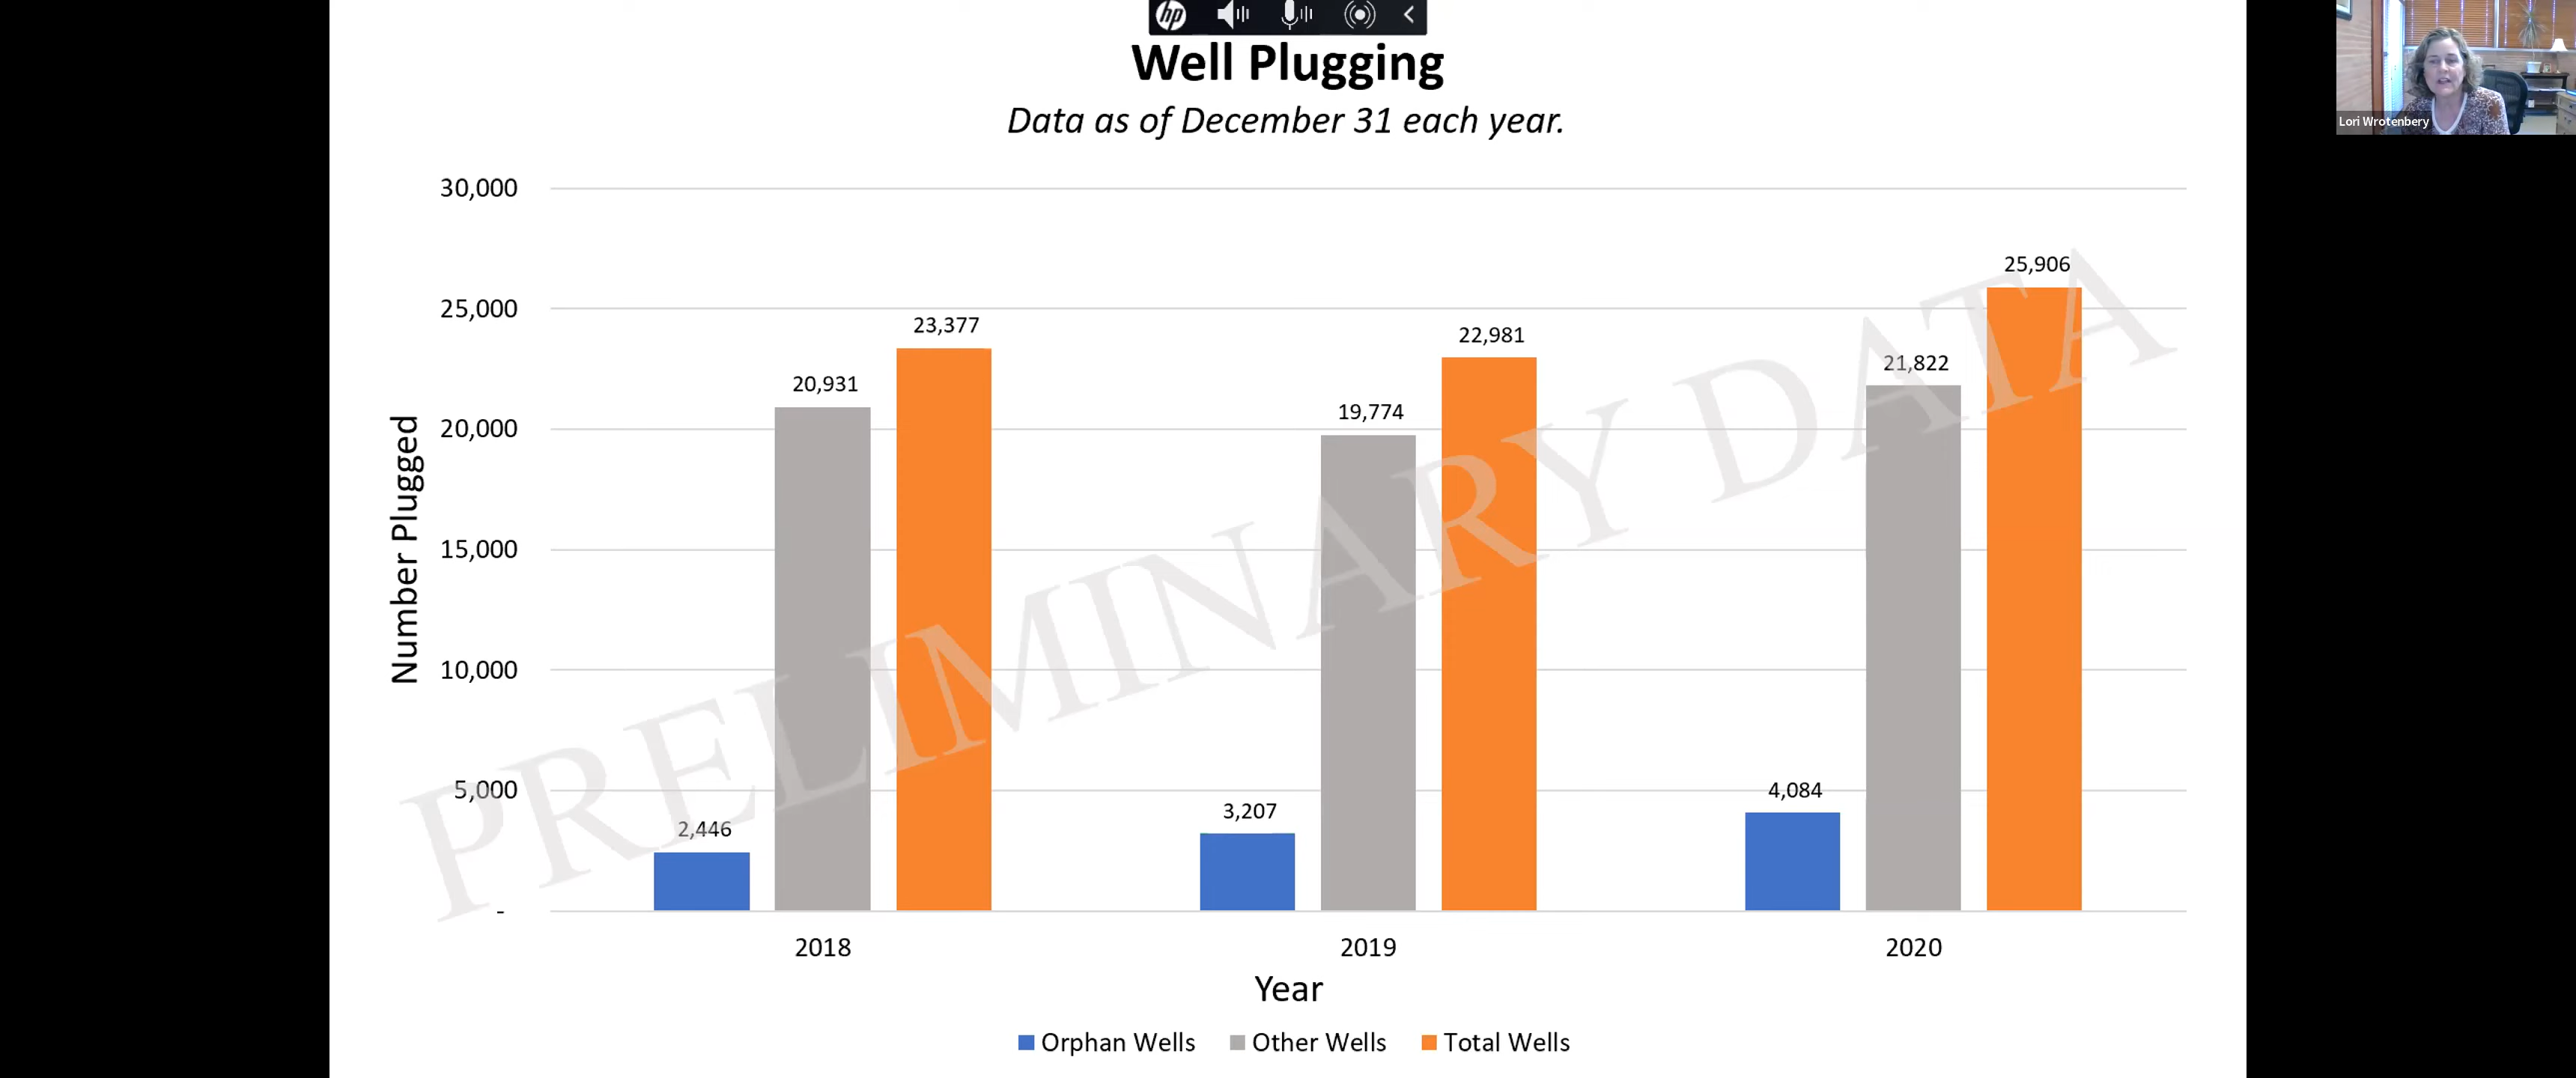 hp
Well Plugging
Data as of December 31 each year.
Lori Wrotenbery
30,000
25,000
20,000
15,000
10,000
5,000
-
Number Plugged
2,446
20,931
23,377
3,207
19,774
22,981
4,084
21,822
25,906
PRELIMINARY DATA
2018
2019
2020
Year
Orphan Wells
Other Wells
Total Wells